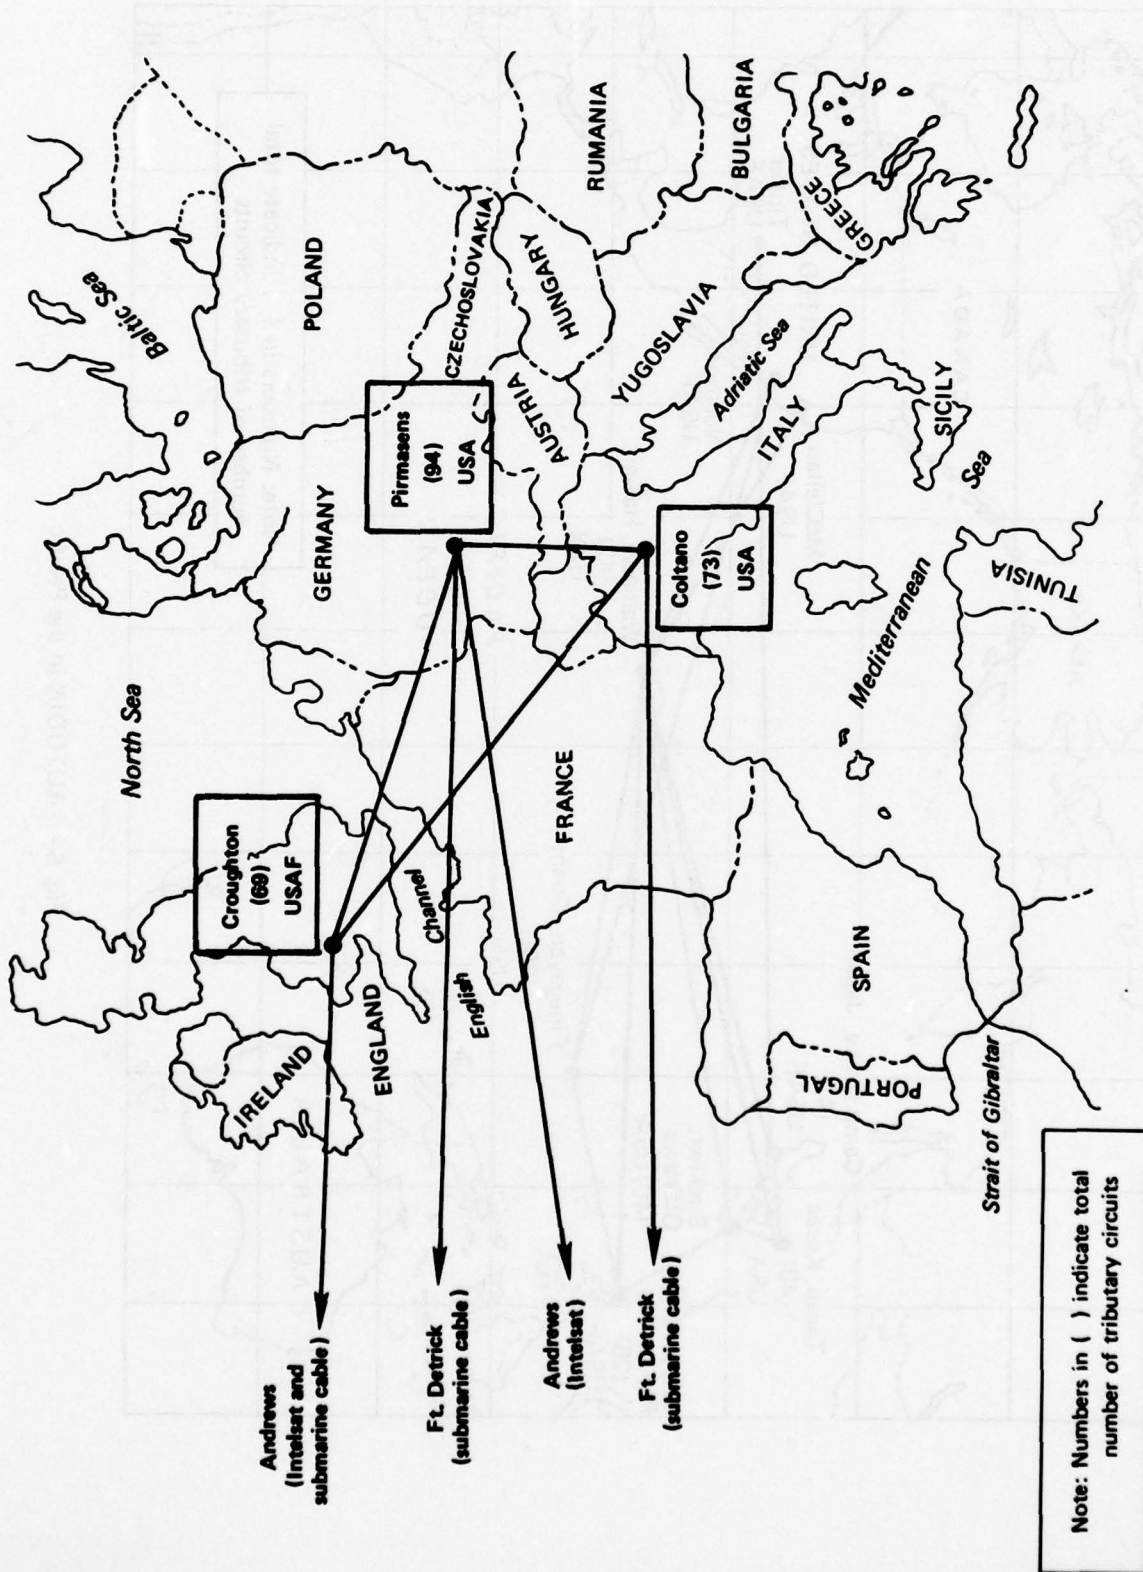 North Sea
Baltic Sea
Croughton
(69)
USAF
IRELAND
ENGLAND
English
Channel
GERMANY
POLAND
Pirmasens
(94)
USA
CZECHOSLOVAKIA
AUSTRIA
HUNGARY
RUMANIA
FRANCE
YUGOSLAVIA
BULGARIA
Adriatic Sea
ITALY
GREECE
Coltano
(73)
USA
SICILY
PORTUGAL
SPAIN
Mediterranean
Sea
TUNISIA
Strait of Gibraltar
Andrews
(Intelsat and
submarine cable)
Ft. Detrick
(submarine cable)
Andrews
(Intelsat)
Ft. Detrick
(submarine cable)
Note: Numbers in ( ) indicate total
number of tributary circuits